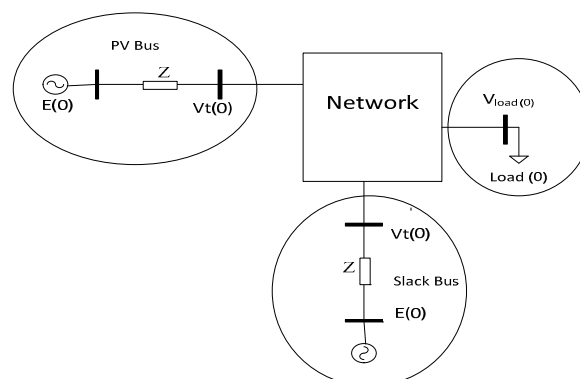 PV Bus
Z
E(0)
Vt(0)
Network
Vload(0)
Load (0)
Vt(0)
Z
Slack Bus
E(0)